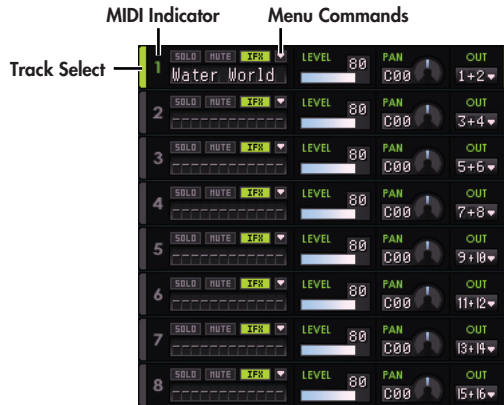 MIDI Indicator Menu Commands
Track Select
1 SOLO MUTE IFX LEVEL 80 PAN C00 OUT 1+2
Water World
2 SOLO MUTE IFX LEVEL 80 PAN C00 OUT 3+4
3 SOLO MUTE IFX LEVEL 80 PAN C00 OUT 5+6
4 SOLO MUTE IFX LEVEL 80 PAN C00 OUT 7+8
5 SOLO MUTE IFX LEVEL 80 PAN C00 OUT 9+10
6 SOLO MUTE IFX LEVEL 80 PAN C00 OUT 11+12
7 SOLO MUTE IFX LEVEL 80 PAN C00 OUT 13+14
8 SOLO MUTE IFX LEVEL 80 PAN C00 OUT 15+16